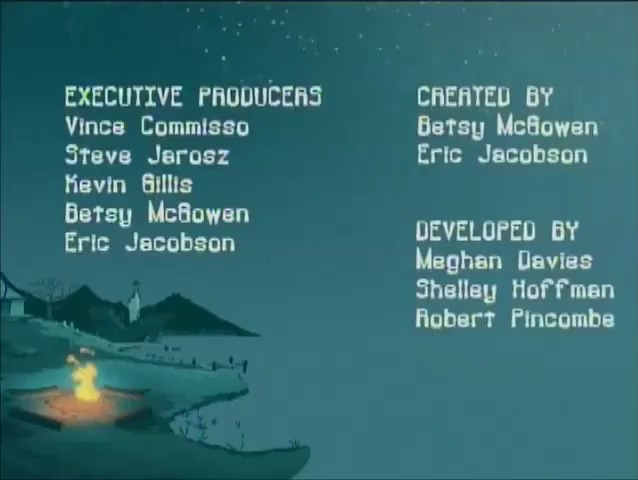 EXECUTIVE PRODUCERS
Vince Commisso
Steve Jarosz
Kevin Gillis
Betsy McGowen
Eric Jacobson
CREATED BY
Betsy McGowen
Eric Jacobson
DEVELOPED BY
Meghan Davies
Shelley Hoffman
Robert Pincombe